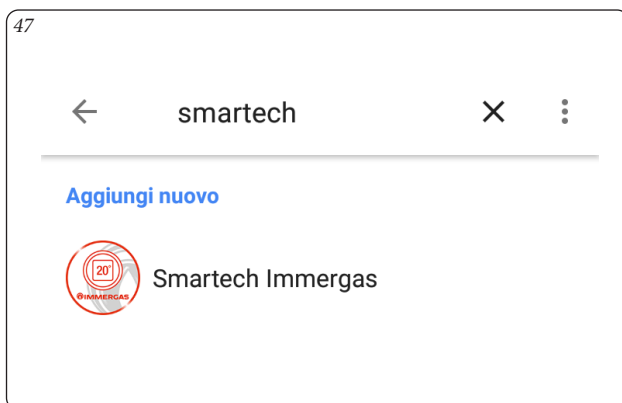 47
smartech
Aggiungi nuovo
20°
IMMERGAS
Smartech Immergas